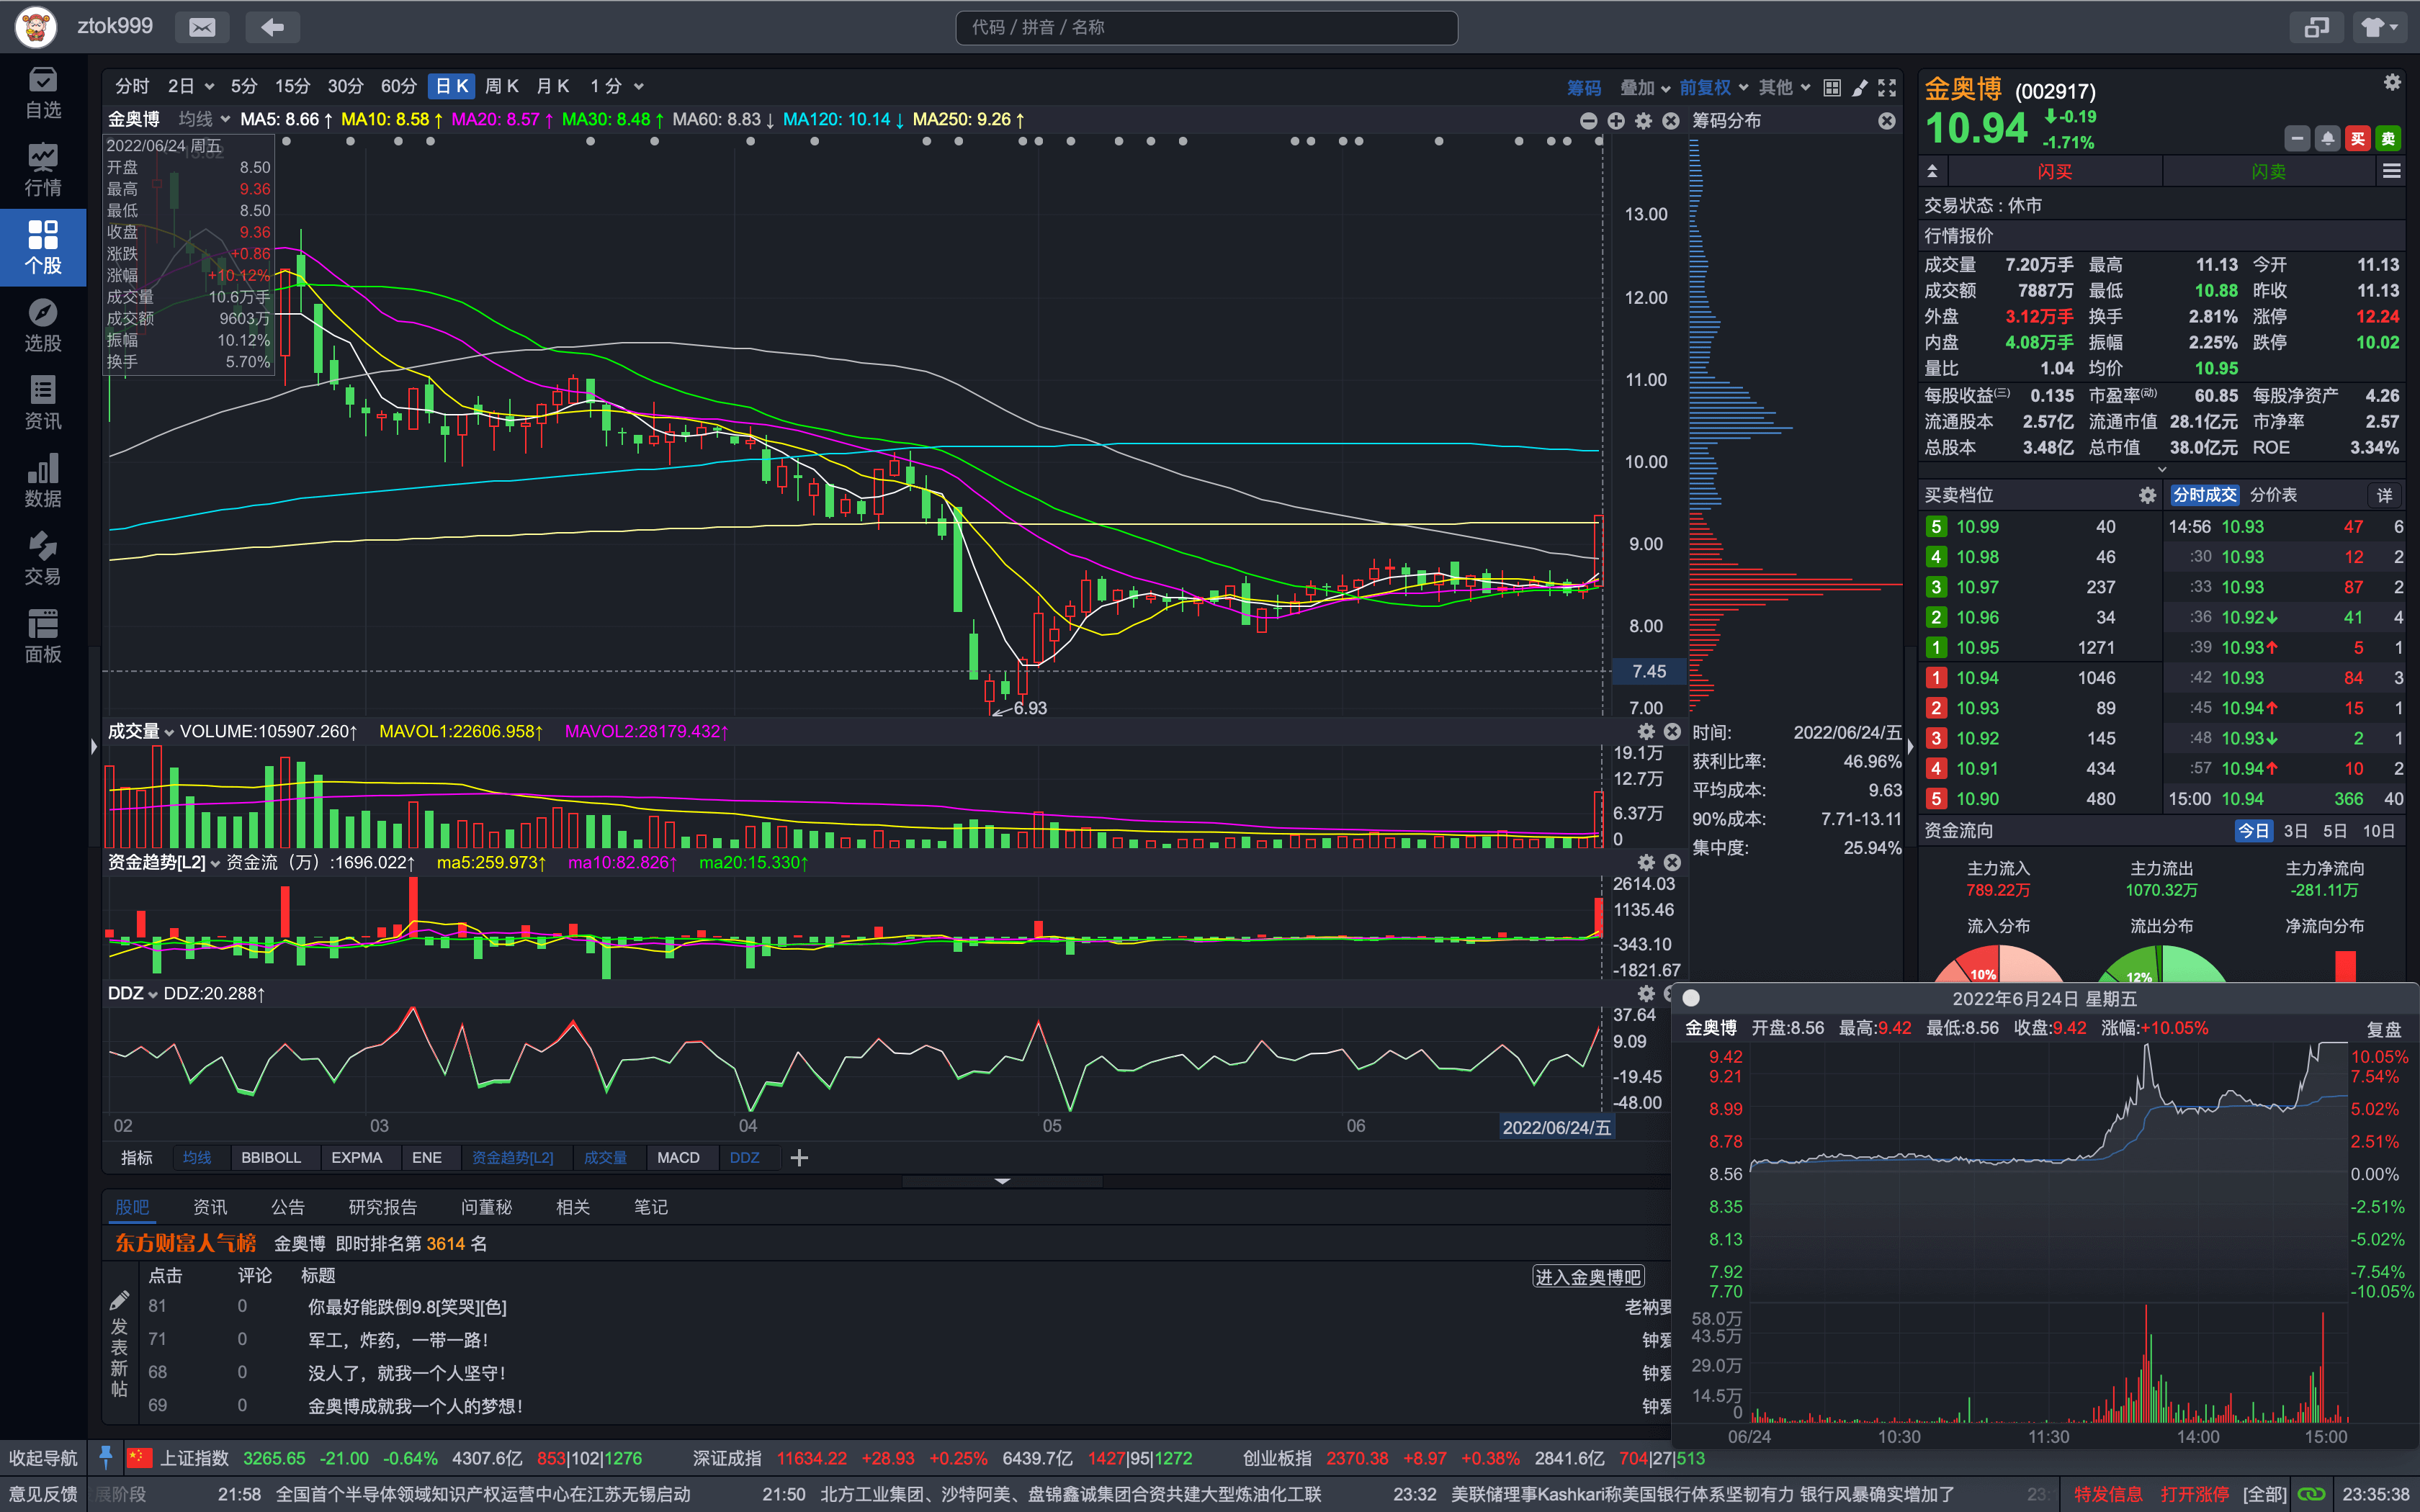 ztok999
代码 / 拼音 / 名称
自选
行情
个股
选股
资讯
数据
交易
面板
分时 2日 5分 15分 30分 60分 日K 周K 月K 1分 筹码 叠加 前复权 其他
金奥博 均线 MA5: 8.66↑ MA10: 8.58↑ MA20: 8.57↑ MA30: 8.48↑ MA60: 8.83↓ MA120: 10.14↓ MA250: 9.26↑
筹码分布
2022/06/24 周五
开盘 8.50
最高 9.36
最低 8.50
收盘 9.36
涨跌 +0.86
涨幅 +10.12%
成交量 10.6万手
成交额 9603万
振幅 10.12%
换手 5.70%
13.00
12.00
11.00
10.00
9.00
8.00
7.45
7.00
6.93
成交量 VOLUME:105907.260↑ MAVOL1:22606.958↑ MAVOL2:28179.432↑
19.1万
12.7万
6.37万
0
资金趋势[L2] 资金流（万）:1696.022↑ ma5:259.973↑ ma10:82.826↑ ma20:15.330↑
2614.03
1135.46
-343.10
-1821.67
DDZ DDZ:20.288↑
37.64
9.09
-19.45
-48.00
02 03 04 05 06 2022/06/24/五
指标 均线 BBIBOLL EXPMA ENE 资金趋势[L2] 成交量 MACD DDZ
时间: 2022/06/24/五
获利比率: 46.96%
平均成本: 9.63
90%成本: 7.71-13.11
集中度: 25.94%
股吧 资讯 公告 研究报告 问董秘 相关 笔记
东方财富人气榜 金奥博 即时排名第 3614 名
点击 评论 标题 进入金奥博吧
发表新帖
81 0 你最好能跌倒9.8[笑哭][色] 老衲要
71 0 军工，炸药，一带一路！ 钟爱
68 0 没人了，就我一个人坚守！ 钟爱
69 0 金奥博成就我一个人的梦想！ 钟爱
金奥博 (002917)
10.94 -0.19
-1.71%
买 卖
闪买 闪卖
交易状态 : 休市
行情报价
成交量 7.20万手 最高 11.13 今开 11.13
成交额 7887万 最低 10.88 昨收 11.13
外盘 3.12万手 换手 2.81% 涨停 12.24
内盘 4.08万手 振幅 2.25% 跌停 10.02
量比 1.04 均价 10.95
每股收益(三) 0.135 市盈率(动) 60.85 每股净资产 4.26
流通股本 2.57亿 流通市值 28.1亿元 市净率 2.57
总股本 3.48亿 总市值 38.0亿元 ROE 3.34%
买卖档位 分时成交 分价表 详
5 10.99 40 14:56 10.93 47 6
4 10.98 46 :30 10.93 12 2
3 10.97 237 :33 10.93 87 2
2 10.96 34 :36 10.92↓ 41 4
1 10.95 1271 :39 10.93↑ 5 1
1 10.94 1046 :42 10.93 84 3
2 10.93 89 :45 10.94↑ 15 1
3 10.92 145 :48 10.93↓ 2 1
4 10.91 434 :57 10.94↑ 10 2
5 10.90 480 15:00 10.94 366 40
资金流向 今日 3日 5日 10日
主力流入 主力流出 主力净流向
789.22万 1070.32万 -281.11万
流入分布 流出分布 净流向分布
10% 12%
2022年6月24日 星期五
金奥博 开盘:8.56 最高:9.42 最低:8.56 收盘:9.42 涨幅:+10.05% 复盘
9.42 10.05%
9.21 7.54%
8.99 5.02%
8.78 2.51%
8.56 0.00%
8.35 -2.51%
8.13 -5.02%
7.92 -7.54%
7.70 -10.05%
58.0万
43.5万
29.0万
14.5万
0
06/24 10:30 11:30 14:00 15:00
收起导航 上证指数 3265.65 -21.00 -0.64% 4307.6亿 853|102|1276 深证成指 11634.22 +28.93 +0.25% 6439.7亿 1427|95|1272 创业板指 2370.38 +8.97 +0.38% 2841.6亿 704|27|513
意见反馈 展阶段 21:58 全国首个半导体领域知识产权运营中心在江苏无锡启动 21:50 北方工业集团、沙特阿美、盘锦鑫诚集团合资共建大型炼油化工联 23:32 美联储理事Kashkari称美国银行体系坚韧有力 银行风暴确实增加了 特发信息 打开涨停 [全部] 23:35:38